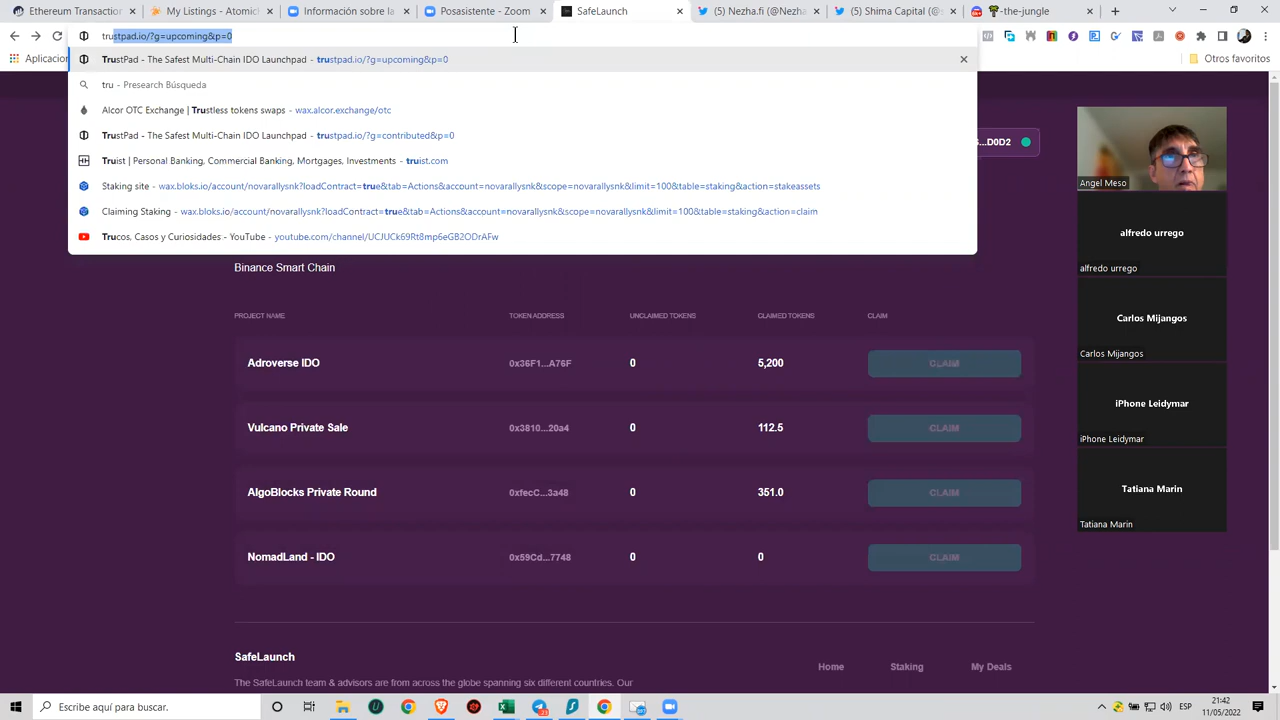 Ethereum Transactio
TrustPad
My Listings
Información sobre la
Posasistente - Zoom
SafeLaunch
(5) Nezha.fi (@neza
(5) Shima Capital (@
trustpad.io/?g=upcoming&p=0
Aplicacion
TrustPad - The Safest Multi-Chain IDO Launchpad - trustpad.io/?g=upcoming&p=0
tru - Presearch Búsqueda
Alcor OTC Exchange | Trustless tokens swaps - wax.alcor.exchange/otc
TrustPad - The Safest Multi-Chain IDO Launchpad - trustpad.io/?g=contributed&p=0
Truist | Personal Banking, Commercial Banking, Mortgages, Investments - truist.com
Staking site - wax.bloks.io/account/novarallysnk?loadContract=true&tab=Actions&account=novarallysnk&scope=novarallysnk&limit=100&table=staking&action=stakeassets
Claiming Staking - wax.bloks.io/account/novarallysnk?loadContract=true&tab=Actions&account=novarallysnk&scope=novarallysnk&limit=100&table=staking&action=claim
Trucos, Casos y Curiosidades - YouTube - youtube.com/channel/UCJUCk69Rt8mp6eGB2ODrAFw
Otros favoritos
...D0D2
Binance Smart Chain
PROJECT NAME TOKEN ADDRESS UNCLAIMED TOKENS CLAIMED TOKENS CLAIM
Adroverse IDO 0x36F1...A76F 0 5,200 CLAIM
Vulcano Private Sale 0x3810...20a4 0 112.5 CLAIM
AlgoBlocks Private Round 0xfecC...3a48 0 351.0 CLAIM
NomadLand - IDO 0x59Cd...7748 0 0 CLAIM
SafeLaunch
Home Staking My Deals
The SafeLaunch team & advisors are from across the globe spanning six different countries. Our
Angel Meso
alfredo urrego
alfredo urrego
Carlos Mijangos
Carlos Mijangos
iPhone Leidymar
iPhone Leidymar
Tatiana Marin
Tatiana Marin
Escribe aquí para buscar.
ESP
21:42
11/05/2022